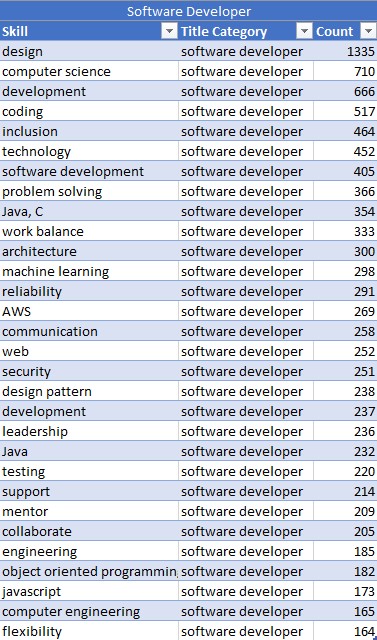 Software Developer
Skill Title Category Count
design software developer 1335
computer science software developer 710
development software developer 666
coding software developer 517
inclusion software developer 464
technology software developer 452
software development software developer 405
problem solving software developer 366
Java, C software developer 354
work balance software developer 333
architecture software developer 300
machine learning software developer 298
reliability software developer 291
AWS software developer 269
communication software developer 258
web software developer 252
security software developer 251
design pattern software developer 238
development software developer 237
leadership software developer 236
Java software developer 232
testing software developer 220
support software developer 214
mentor software developer 209
collaborate software developer 205
engineering software developer 185
object oriented programmin software developer 182
javascript software developer 173
computer engineering software developer 165
flexibility software developer 164